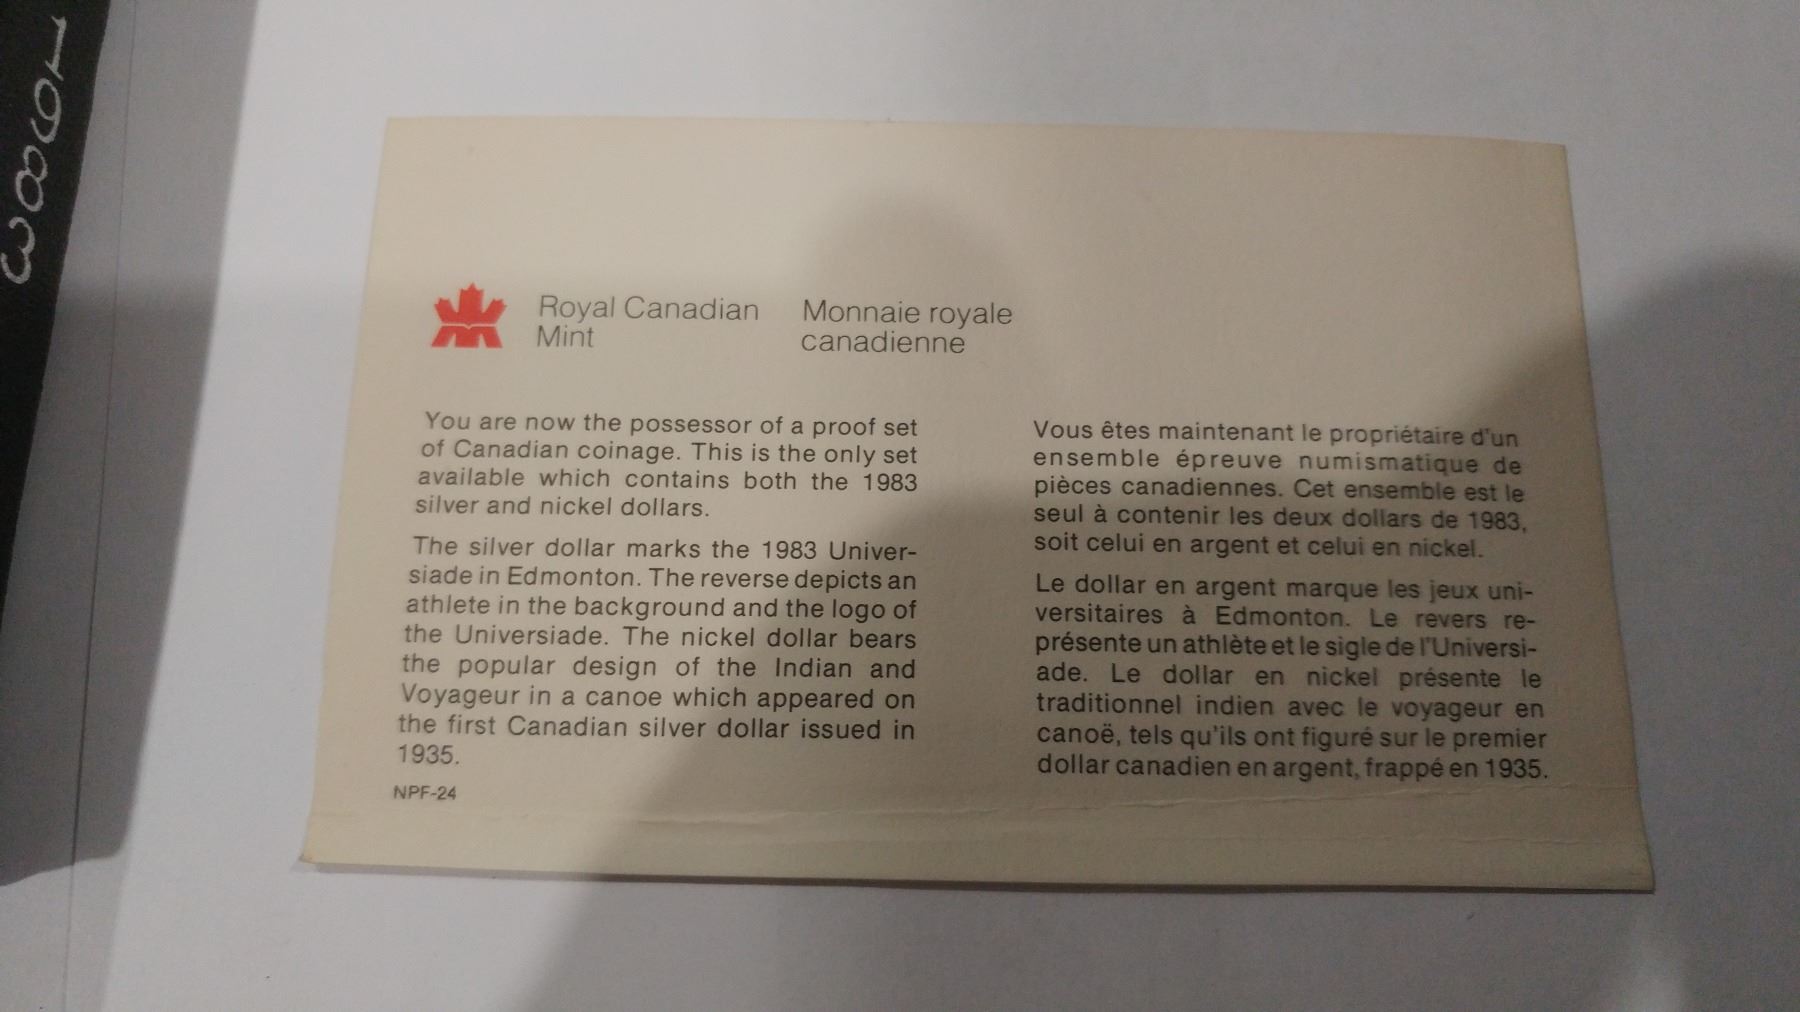 1983
Royal Canadian
Mint
Monnaie royale
canadienne
You are now the possessor of a proof set
of Canadian coinage. This is the only set
available which contains both the 1983
silver and nickel dollars.
The silver dollar marks the 1983 Univer-
siade in Edmonton. The reverse depicts an
athlete in the background and the logo of
the Universiade. The nickel dollar bears
the popular design of the Indian and
Voyageur in a canoe which appeared on
the first Canadian silver dollar issued in
1935.
NPF-24
Vous êtes maintenant le propriétaire d'un
ensemble épreuve numismatique de
pièces canadiennes. Cet ensemble est le
seul à contenir les deux dollars de 1983,
soit celui en argent et celui en nickel.
Le dollar en argent marque les jeux uni-
versitaires à Edmonton. Le revers re-
présente un athlète et le sigle de l'Universi-
ade. Le dollar en nickel présente le
traditionnel indien avec le voyageur en
canoë, tels qu'ils ont figuré sur le premier
dollar canadien en argent, frappé en 1935.